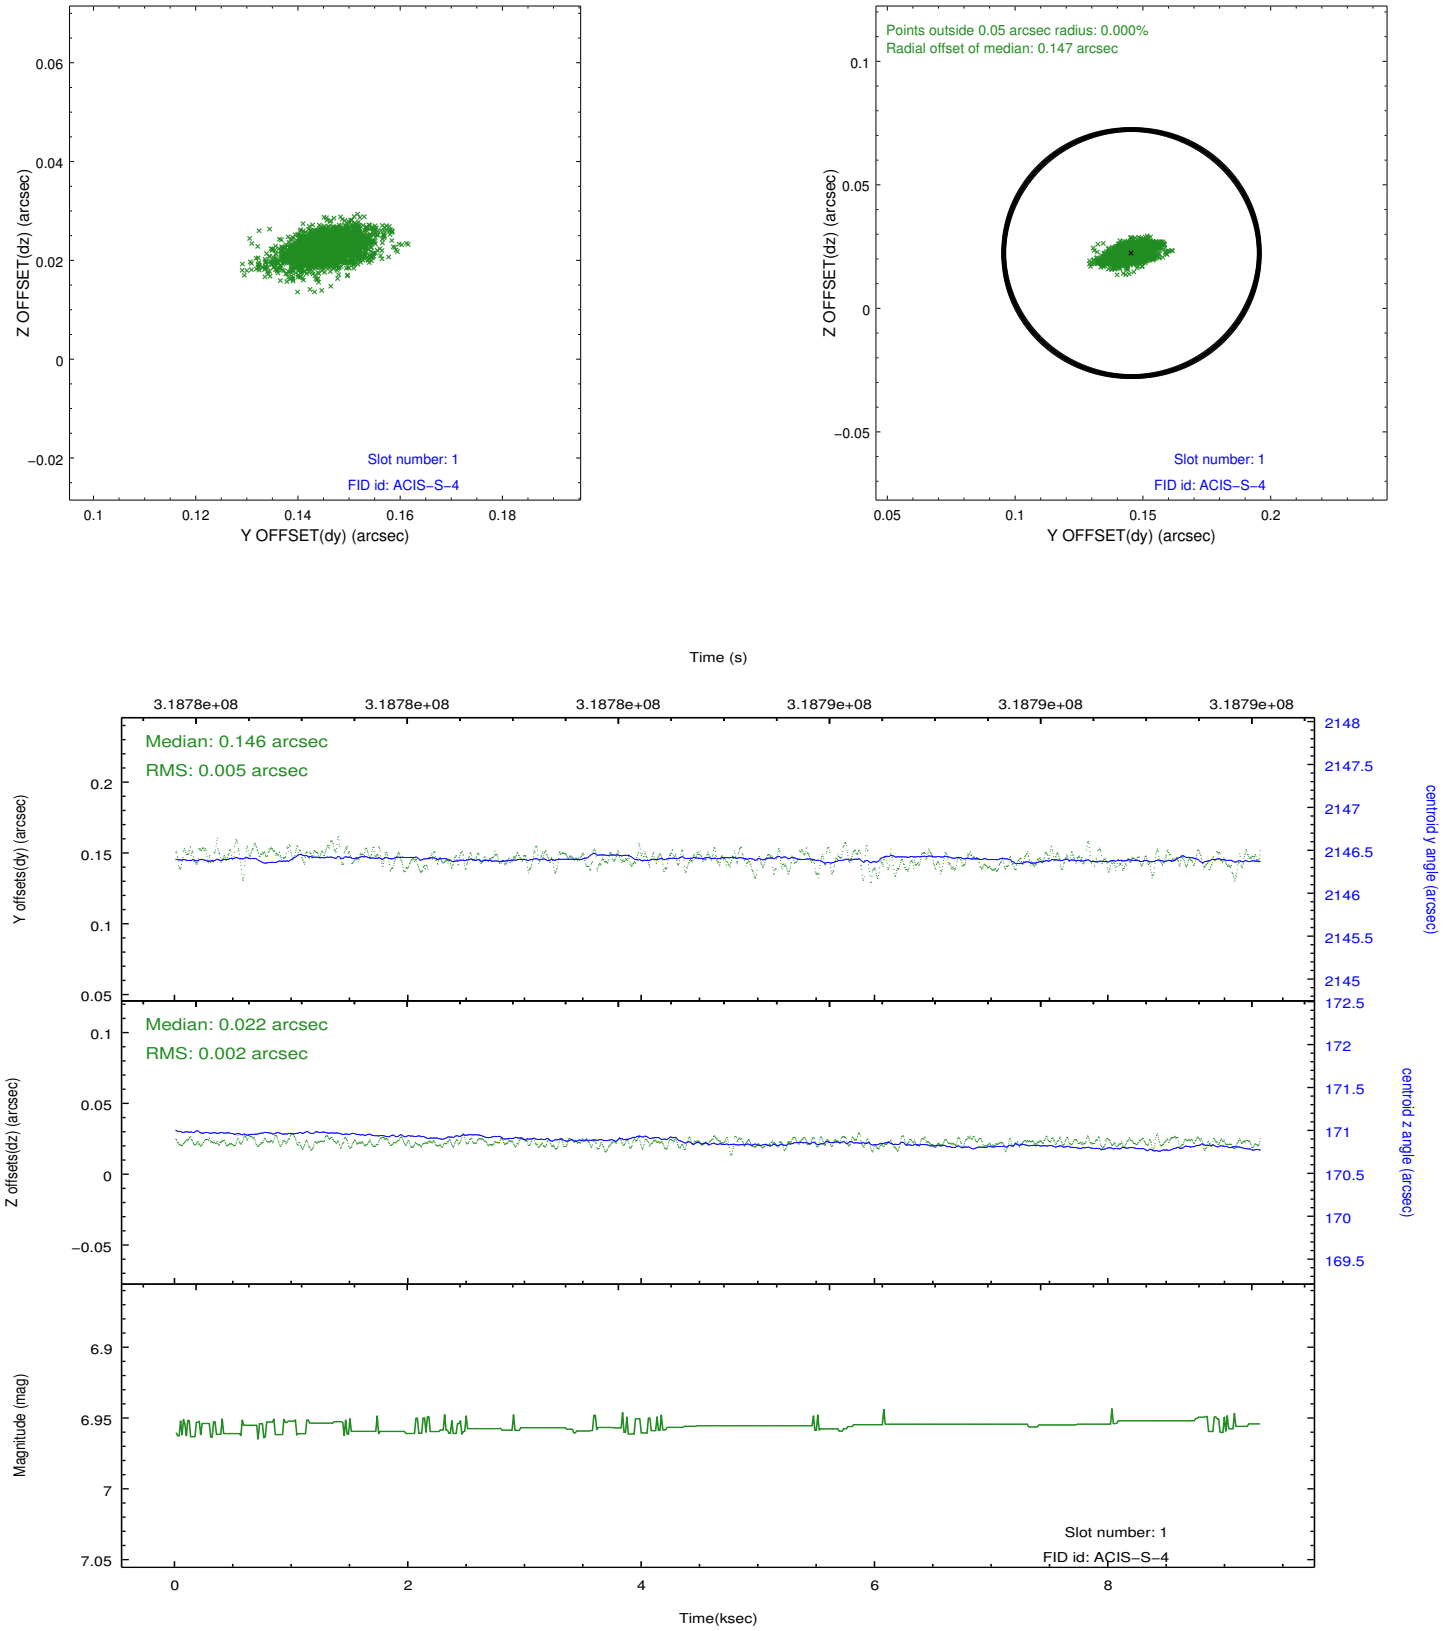 0.06
0.04
0.02
0
−0.02
Z OFFSET(dz) (arcsec)
Slot number: 1
FID id: ACIS−S−4
0.1 0.12 0.14 0.16 0.18
Y OFFSET(dy) (arcsec)
Points outside 0.05 arcsec radius: 0.000%
Radial offset of median: 0.147 arcsec
0.1
0.05
0
−0.05
Z OFFSET(dz) (arcsec)
Slot number: 1
FID id: ACIS−S−4
0.05 0.1 0.15 0.2
Y OFFSET(dy) (arcsec)
Time (s)
3.1878e+08 3.1878e+08 3.1878e+08 3.1879e+08 3.1879e+08 3.1879e+08
Median: 0.146 arcsec
RMS: 0.005 arcsec
0.2
0.15
0.1
0.05
Y offsets(dy) (arcsec)
2148
2147.5
2147
2146.5
2146
2145.5
2145
centroid y angle (arcsec)
Median: 0.022 arcsec
RMS: 0.002 arcsec
0.1
0.05
0
−0.05
Z offsets(dz) (arcsec)
172.5
172
171.5
171
170.5
170
169.5
centroid z angle (arcsec)
6.9
6.95
7
7.05
Magnitude (mag)
Slot number: 1
FID id: ACIS−S−4
0 2 4 6 8
Time(ksec)